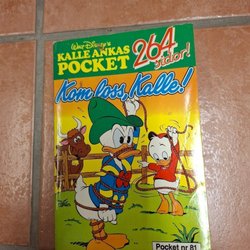 Walt Disney's
KALLE ANKAS
POCKET
264
sidor!
Kom loss, Kalle!
Pocket nr 81